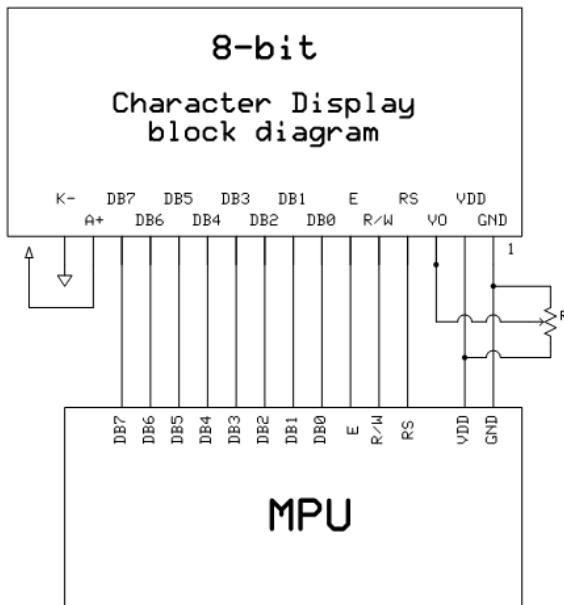 8-bit
Character Display
block diagram
K- DB7 DB5 DB3 DB1 E RS VDD
A+ DB6 DB4 DB2 DB0 R/W VO GND
1
R
DB7 DB6 DB5 DB4 DB3 DB2 DB1 DB0 E R/W RS VDD GND
MPU